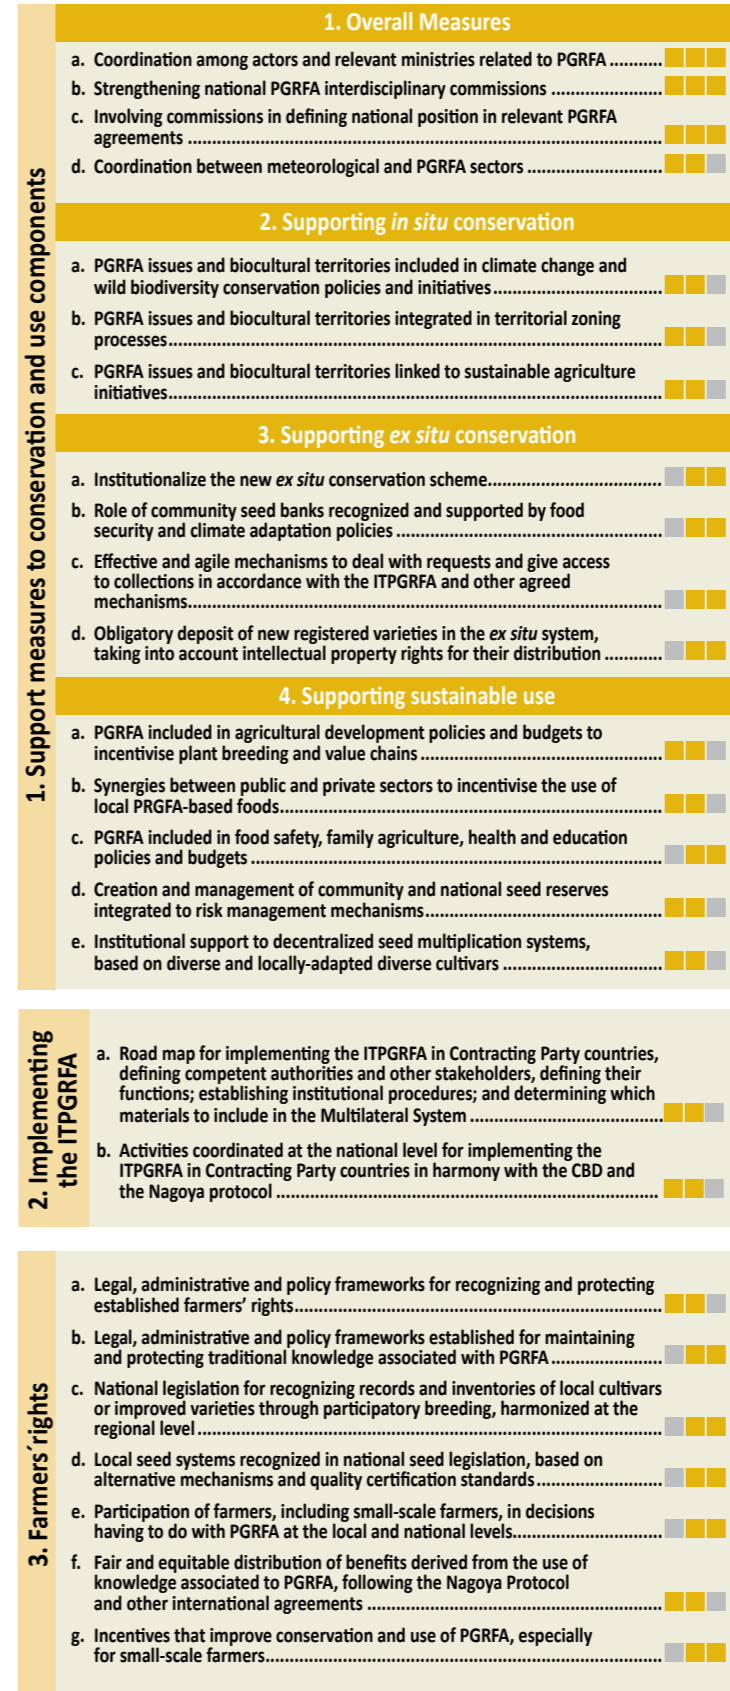 1. Support measures to conservation and use components
1. Overall Measures
a. Coordination among actors and relevant ministries related to PGRFA ...........
b. Strengthening national PGRFA interdisciplinary commissions .......................
c. Involving commissions in defining national position in relevant PGRFA
agreements ....................................................................................................
d. Coordination between meteorological and PGRFA sectors ............................
2. Supporting in situ conservation
a. PGRFA issues and biocultural territories included in climate change and
wild biodiversity conservation policies and initiatives...................................
b. PGRFA issues and biocultural territories integrated in territorial zoning
processes........................................................................................................
c. PGRFA issues and biocultural territories linked to sustainable agriculture
initiatives........................................................................................................
3. Supporting ex situ conservation
a. Institutionalize the new ex situ conservation scheme....................................
b. Role of community seed banks recognized and supported by food
security and climate adaptation policies .......................................................
c. Effective and agile mechanisms to deal with requests and give access
to collections in accordance with the ITPGRFA and other agreed
mechanisms...................................................................................................
d. Obligatory deposit of new registered varieties in the ex situ system,
taking into account intellectual property rights for their distribution ............
4. Supporting sustainable use
a. PGRFA included in agricultural development policies and budgets to
incentivise plant breeding and value chains ..................................................
b. Synergies between public and private sectors to incentivise the use of
local PRGFA-based foods...............................................................................
c. PGRFA included in food safety, family agriculture, health and education
policies and budgets ......................................................................................
d. Creation and management of community and national seed reserves
integrated to risk management mechanisms.................................................
e. Institutional support to decentralized seed multiplication systems,
based on diverse and locally-adapted diverse cultivars .................................
2. Implementing
the ITPGRFA
a. Road map for implementing the ITPGRFA in Contracting Party countries,
defining competent authorities and other stakeholders, defining their
functions; establishing institutional procedures; and determining which
materials to include in the Multilateral System ........................................
b. Activities coordinated at the national level for implementing the
ITPGRFA in Contracting Party countries in harmony with the CBD and
the Nagoya protocol ................................................................................
3. Farmers´rights
a. Legal, administrative and policy frameworks for recognizing and protecting
established farmers’ rights.............................................................................
b. Legal, administrative and policy frameworks established for maintaining
and protecting traditional knowledge associated with PGRFA.......................
c. National legislation for recognizing records and inventories of local cultivars
or improved varieties through participatory breeding, harmonized at the
regional level .................................................................................................
d. Local seed systems recognized in national seed legislation, based on
alternative mechanisms and quality certification standards..........................
e. Participation of farmers, including small-scale farmers, in decisions
having to do with PGRFA at the local and national levels...............................
f. Fair and equitable distribution of benefits derived from the use of
knowledge associated to PGRFA, following the Nagoya Protocol
and other international agreements .............................................................
g. Incentives that improve conservation and use of PGRFA, especially
for small-scale farmers...................................................................................